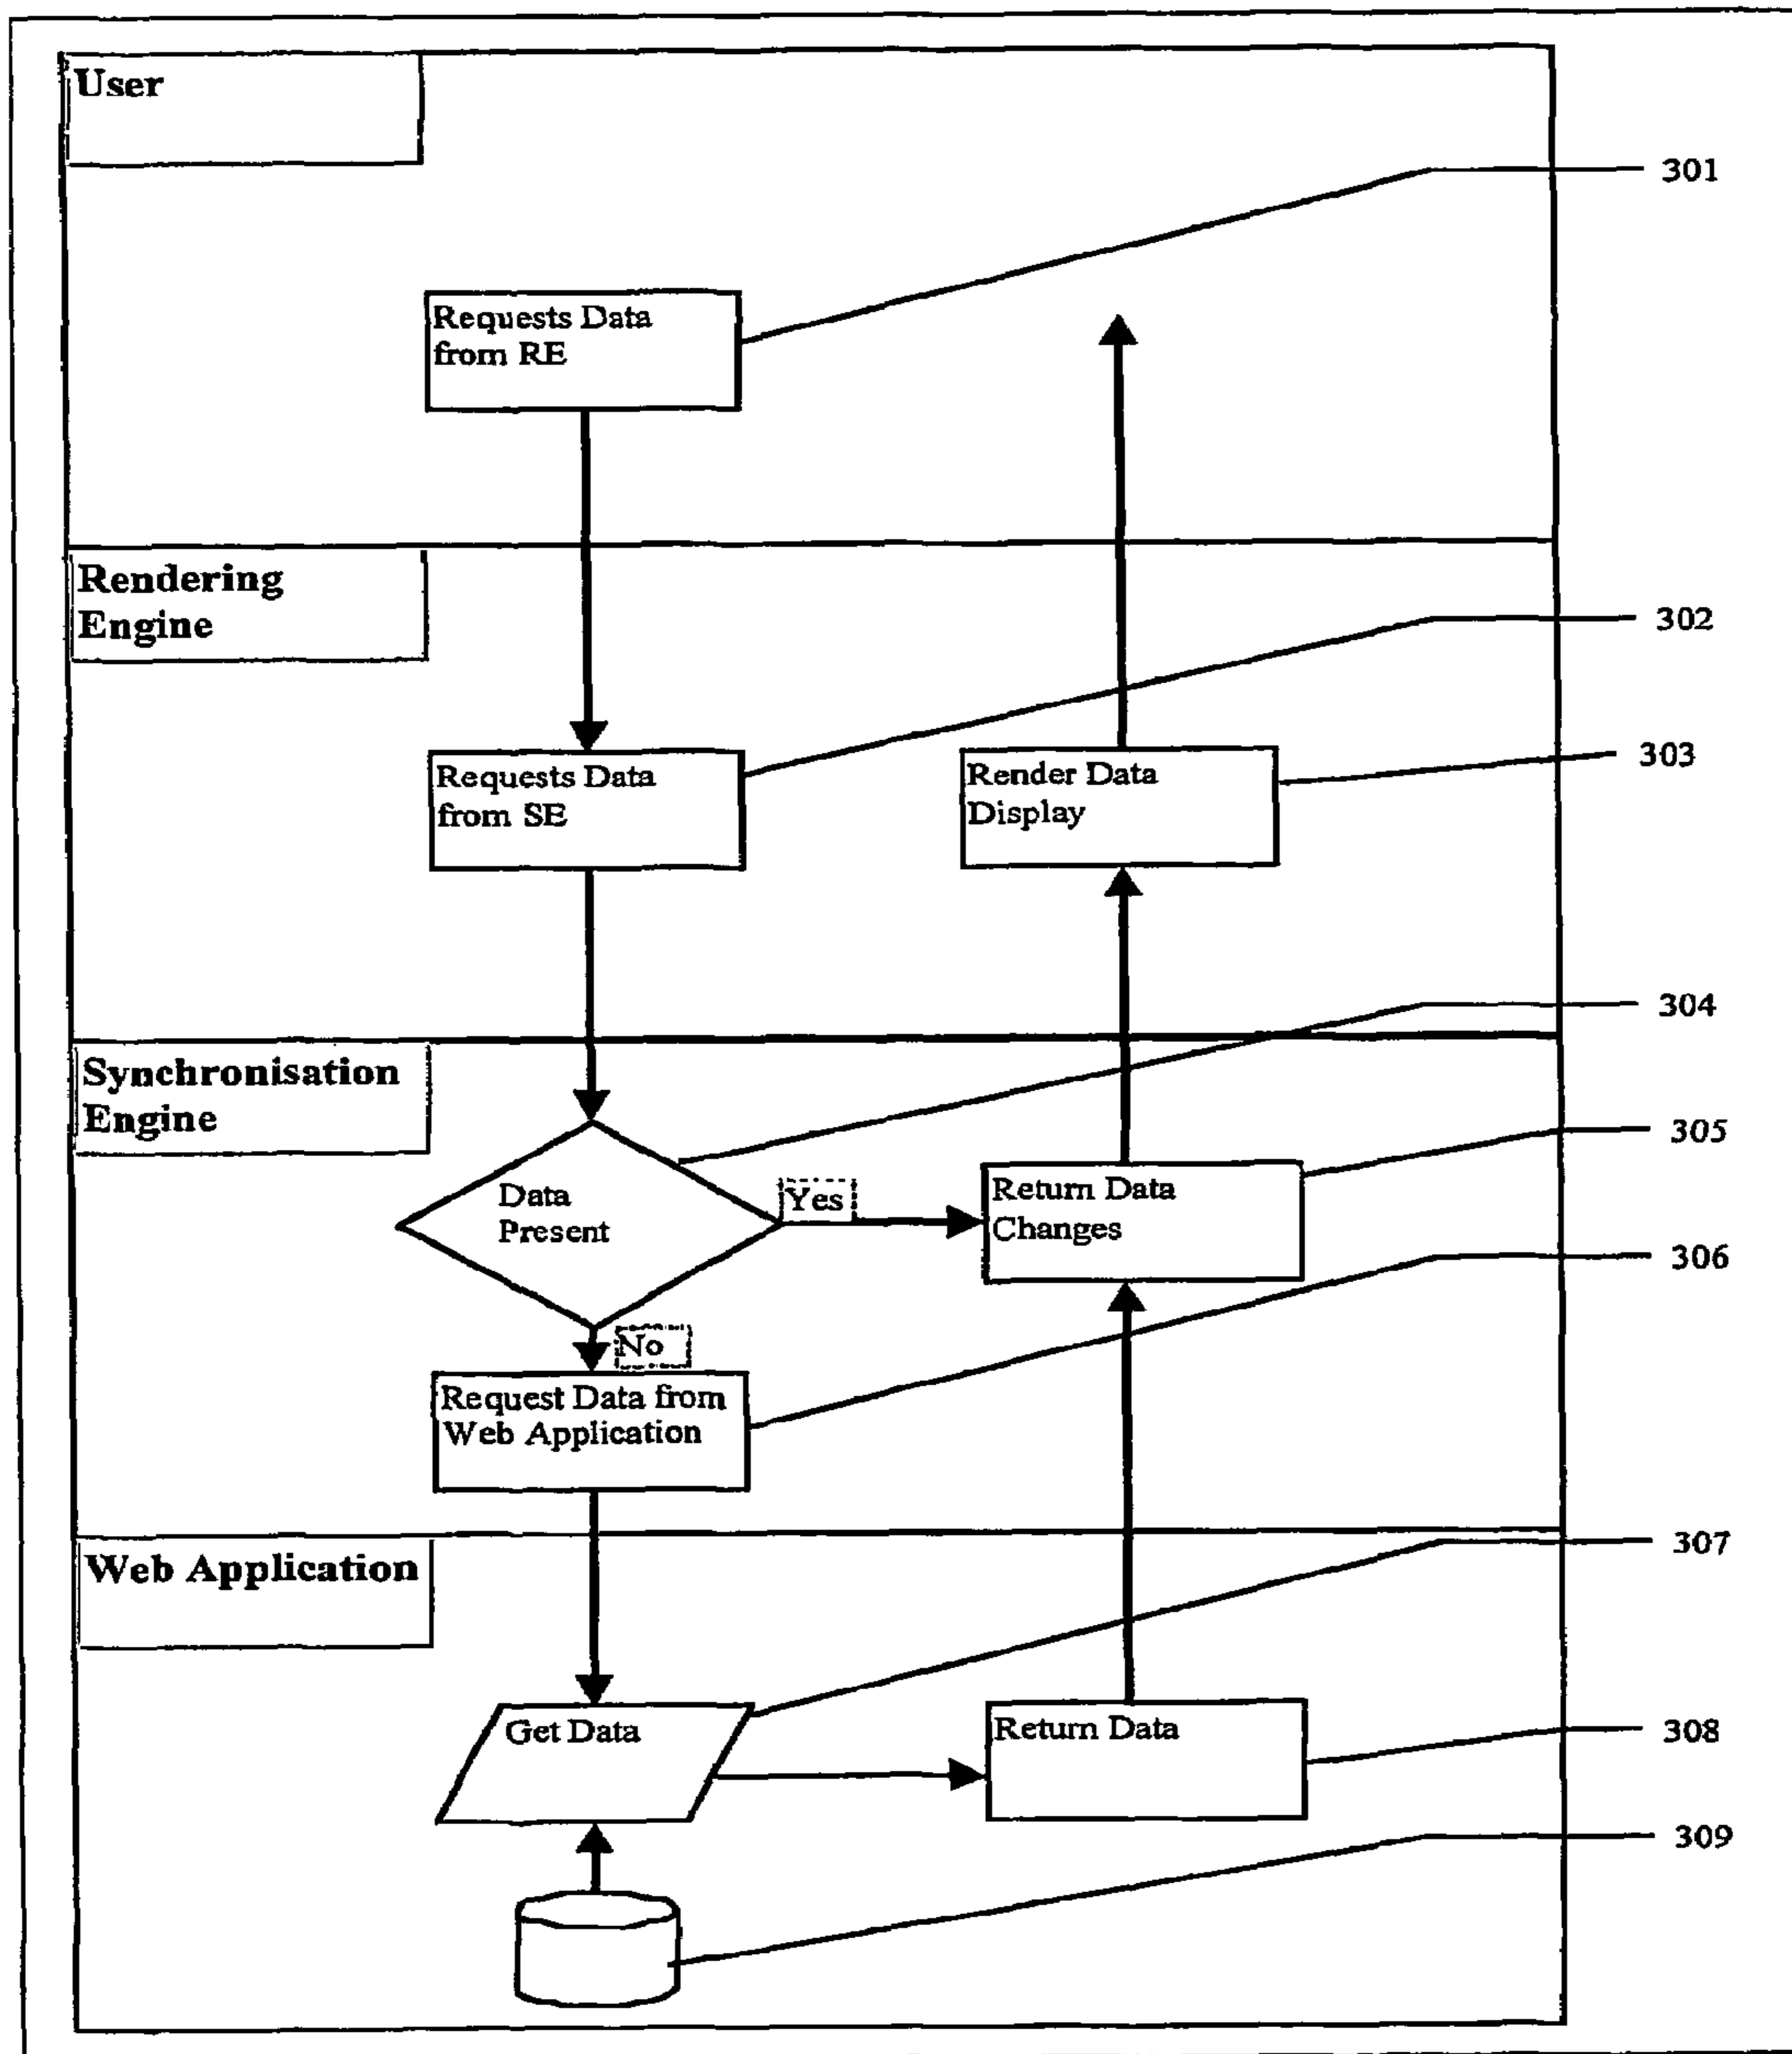 User
301
Requests Data
from RE
Rendering
Engine
302
Requests Data
from SE
Render Data
Display
303
304
Synchronisation
Engine
305
Data
Present
Yes
Return Data
Changes
306
No
Request Data from
Web Application
307
Web Application
Get Data
Return Data
308
309